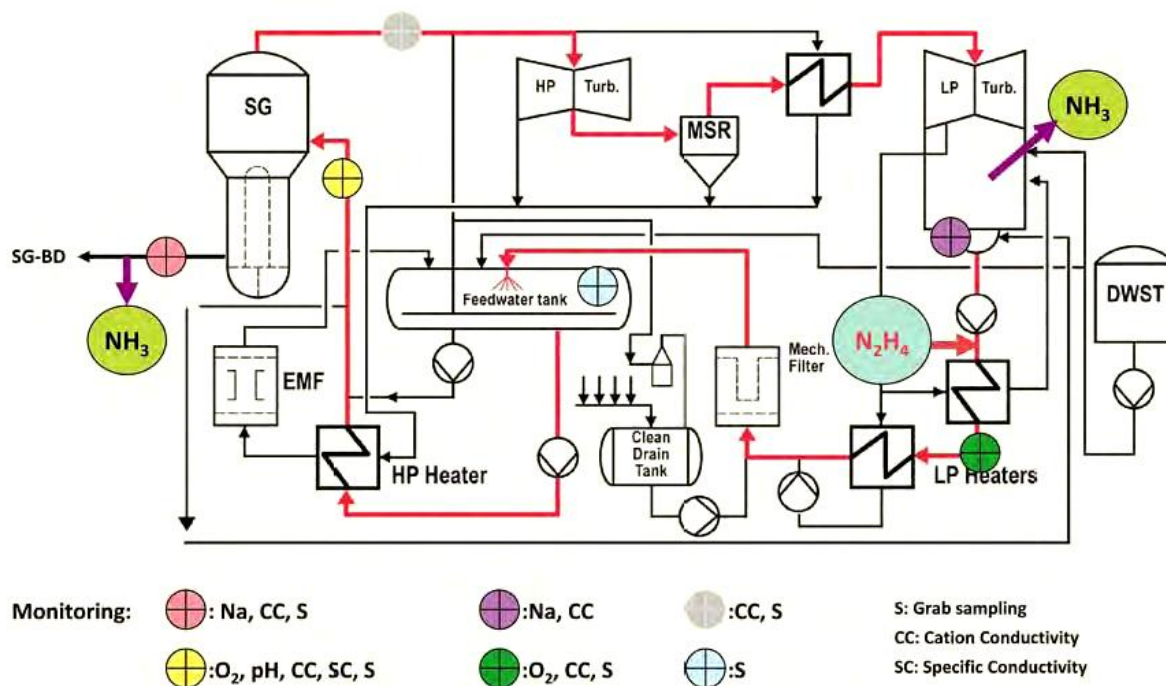 SG
HP Turb.
MSR
LP Turb.
NH₃
SG-BD
NH₃
Feedwater tank
DWST
N₂H₄
Mech.
Filter
EMF
HP Heater
Clean
Drain
Tank
LP Heaters
Monitoring:
: Na, CC, S
:Na, CC
:CC, S
S: Grab sampling
CC: Cation Conductivity
:O₂, pH, CC, SC, S
:O₂, CC, S
:S
SC: Specific Conductivity